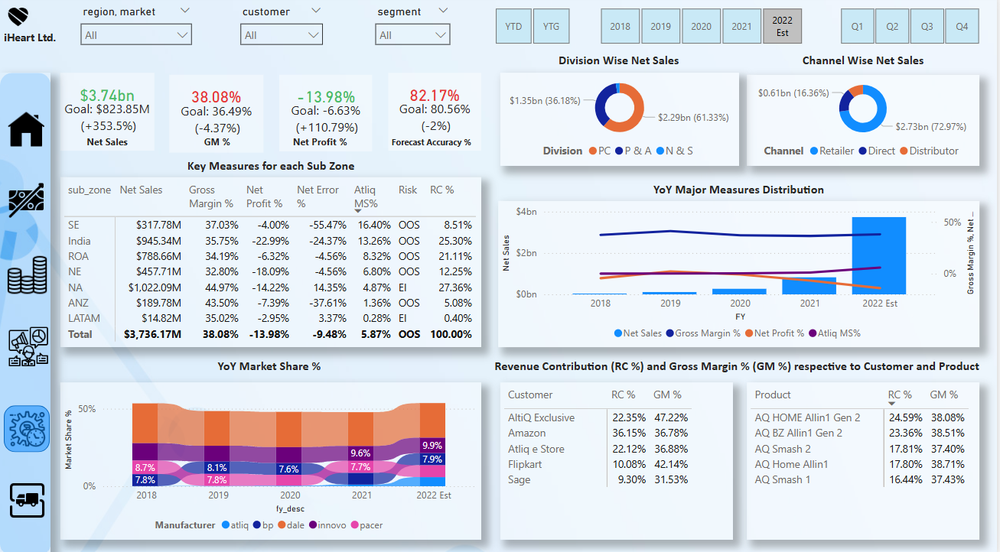 region, market
customer
segment
iHeart Ltd.
All
All
All
YTD
YTG
2018
2019
2020
2021
2022
Est
Q1
Q2
Q3
Q4
$3.74bn
Goal: $823.85M
(+353.5%)
Net Sales
38.08%
Goal: 36.49%
(-4.37%)
GM %
-13.98%
Goal: -6.63%
(+110.79%)
Net Profit %
82.17%
Goal: 80.56%
(-2%)
Forecast Accuracy %
Division Wise Net Sales
$1.35bn (36.18%)
$2.29bn (61.33%)
Division PC P & A N & S
Channel Wise Net Sales
$0.61bn (16.36%)
$2.73bn (72.97%)
Channel Retailer Direct Distributor
Key Measures for each Sub Zone
sub_zone Net Sales Gross Margin % Net Profit % Net Error % Atliq MS% Risk RC %
SE $317.78M 37.03% -4.00% -55.47% 16.40% OOS 8.51%
India $945.34M 35.75% -22.99% -24.37% 13.26% OOS 25.30%
ROA $788.66M 34.19% -6.32% -4.56% 8.32% OOS 21.11%
NE $457.71M 32.80% -18.09% -4.56% 6.80% OOS 12.25%
NA $1,022.09M 44.97% -14.22% 14.35% 4.87% EI 27.36%
ANZ $189.78M 43.50% -7.39% -37.61% 1.36% OOS 5.08%
LATAM $14.82M 35.02% -2.95% 3.37% 0.28% EI 0.40%
Total $3,736.17M 38.08% -13.98% -9.48% 5.87% OOS 100.00%
YoY Major Measures Distribution
Net Sales
$4bn
$2bn
$0bn
50%
0%
Gross Margin %, Net ...
2018 2019 2020 2021 2022 Est
FY
Net Sales Gross Margin % Net Profit % Atliq MS%
YoY Market Share %
Market Share %
50%
0%
8.7%
7.8%
8.1%
7.8%
7.6%
9.6%
7.7%
9.9%
7.9%
2018 2019 2020 2021 2022 Est
fy_desc
Manufacturer atliq bp dale innovo pacer
Revenue Contribution (RC %) and Gross Margin % (GM %) respective to Customer and Product
Customer RC % GM %
AltiQ Exclusive 22.35% 47.22%
Amazon 36.15% 36.78%
Atliq e Store 22.12% 36.88%
Flipkart 10.08% 42.14%
Sage 9.30% 31.53%
Product RC % GM %
AQ HOME Allin1 Gen 2 24.59% 38.08%
AQ BZ Allin1 Gen 2 23.36% 38.51%
AQ Smash 2 17.81% 37.40%
AQ Home Allin1 17.80% 38.71%
AQ Smash 1 16.44% 37.43%